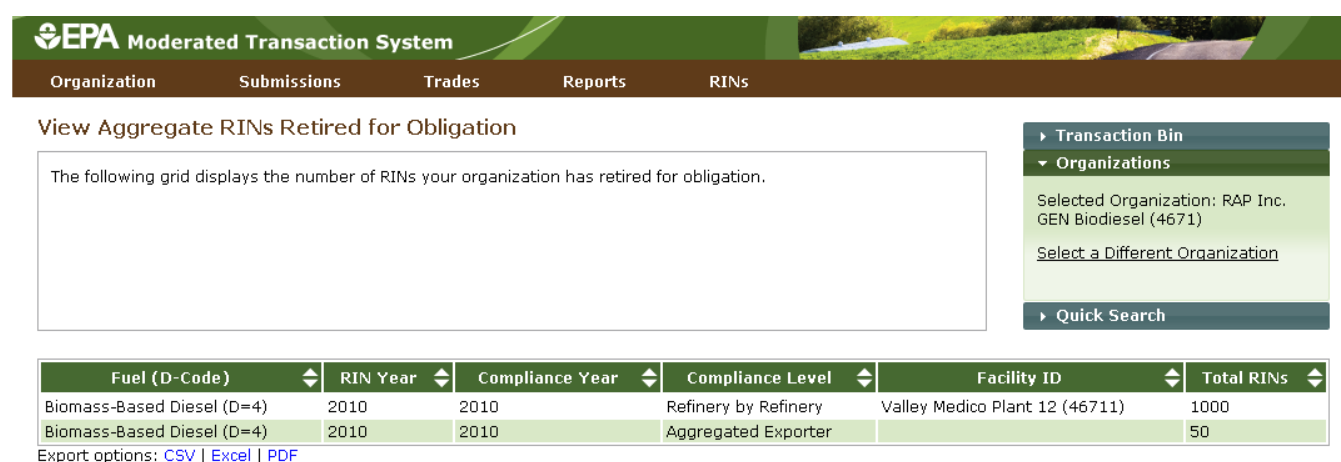 EPA Moderated Transaction System
Organization Submissions Trades Reports RINs
View Aggregate RINs Retired for Obligation
The following grid displays the number of RINs your organization has retired for obligation.
Transaction Bin
Organizations
Selected Organization: RAP Inc.
GEN Biodiesel (4671)
Select a Different Organization
Quick Search
Fuel (D-Code) RIN Year Compliance Year Compliance Level Facility ID Total RINs
Biomass-Based Diesel (D=4) 2010 2010 Refinery by Refinery Valley Medico Plant 12 (46711) 1000
Biomass-Based Diesel (D=4) 2010 2010 Aggregated Exporter 50
Export options: CSV | Excel | PDF